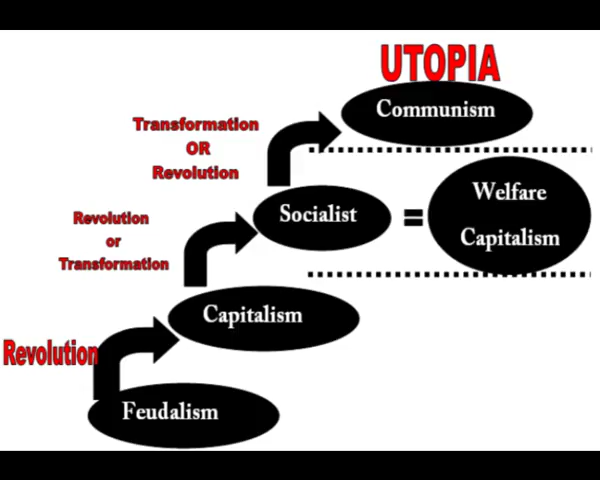 UTOPIA
Communism
Transformation
OR
Revolution
Welfare
Capitalism
Socialist
=
Revolution
or
Transformation
Capitalism
Revolution
Feudalism